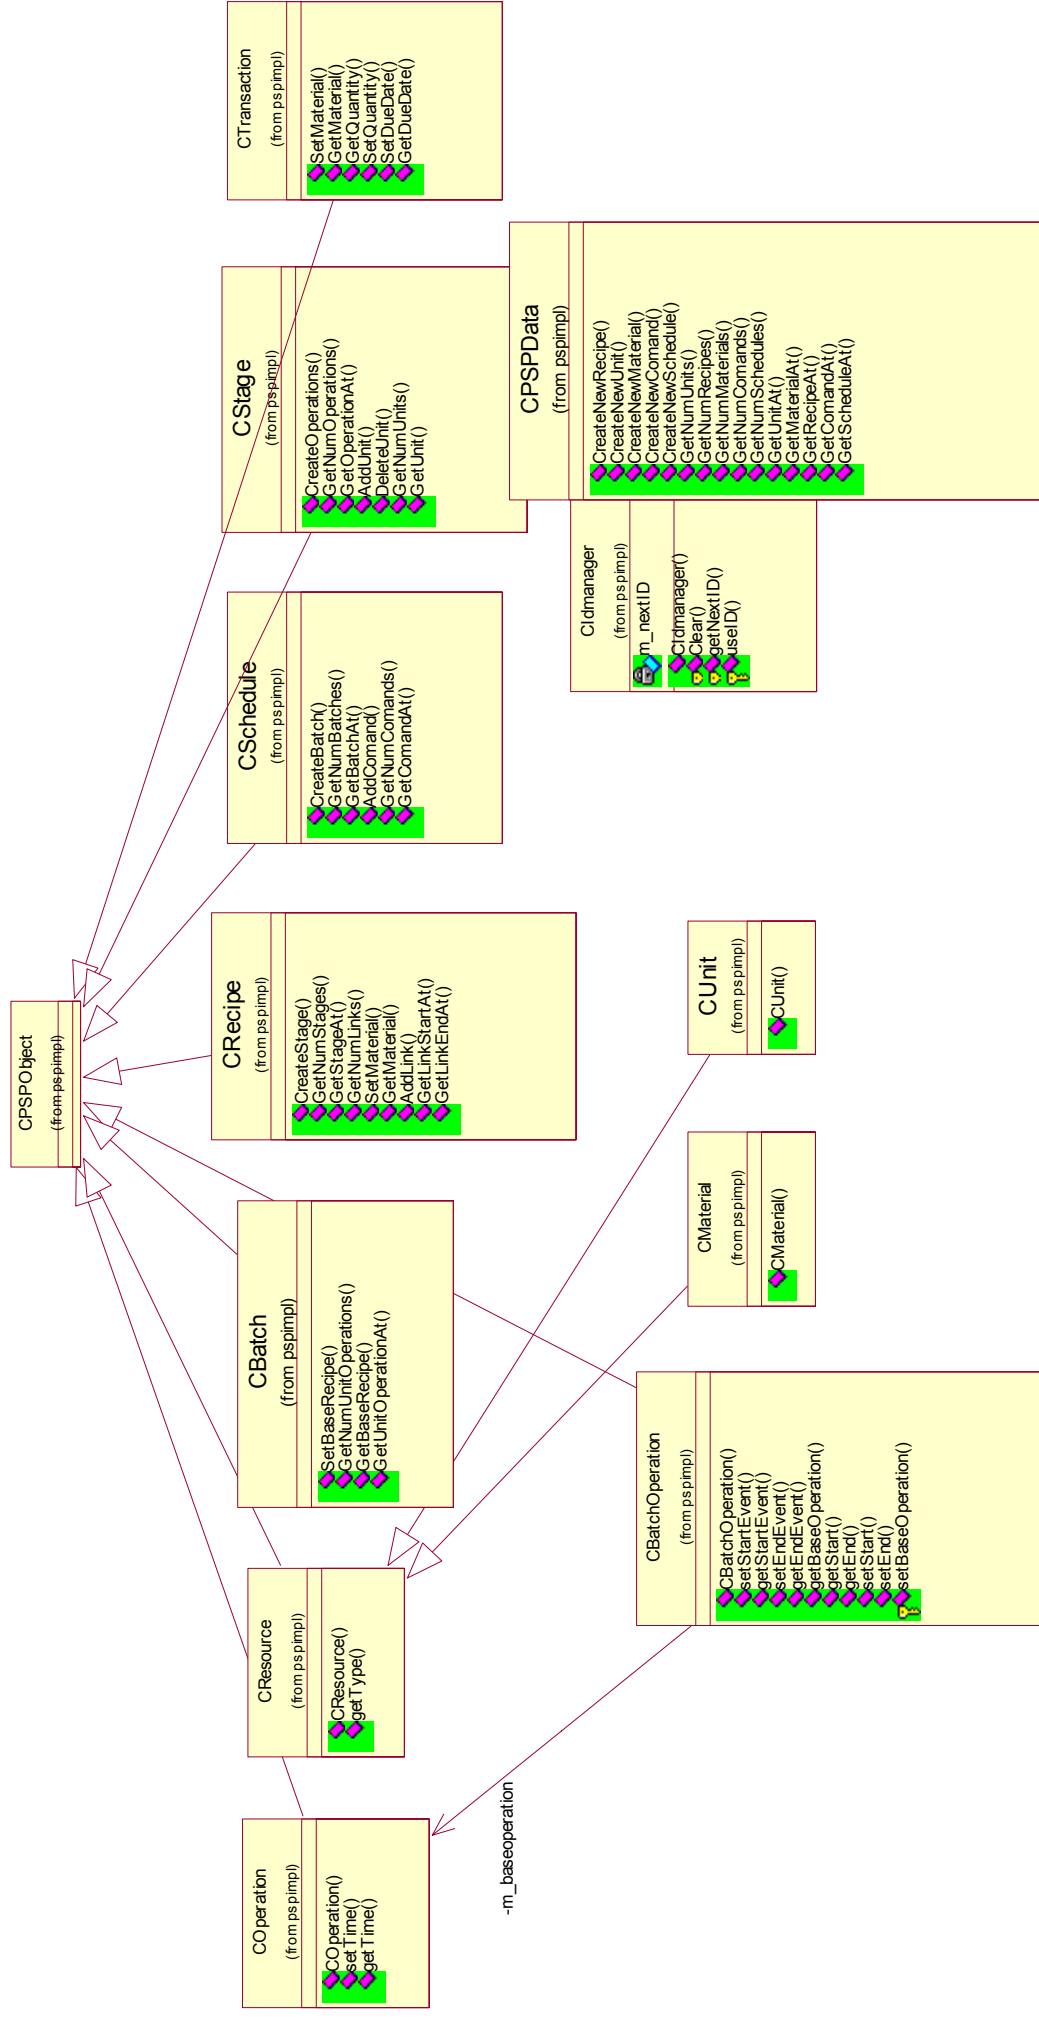 CPSPObject
(from pspimpl)
COperation
(from pspimpl)
COperation()
setTime()
getTime()
CResource
(from pspimpl)
CResource()
getType()
CBatch
(from pspimpl)
SetBaseRecipe()
GetNumUnitOperations()
GetBaseRecipe()
GetUnitOperationAt()
CRecipe
(from pspimpl)
CreateStage()
GetNumStages()
GetStageAt()
GetNumLinks()
SetMaterial()
GetMaterial()
AddLink()
GetLinkStartAt()
GetLinkEndAt()
CSchedule
(from pspimpl)
CreateBatch()
GetNumBatches()
GetBatchAt()
AddComand()
GetNumComands()
GetComandAt()
CStage
(from pspimpl)
CreateOperations()
GetNumOperations()
GetOperationAt()
AddUnit()
DeleteUnit()
GetNumUnits()
GetUnit()
CTransaction
(from pspimpl)
SetMaterial()
GetMaterial()
GetQuantity()
SetQuantity()
SetDueDate()
GetDueDate()
-m_baseoperation
CBatchOperation
(from pspimpl)
CBatchOperation()
setStartEvent()
getStartEvent()
setEndEvent()
getEndEvent()
getBaseOperation()
getStart()
getEnd()
setStart()
setEnd()
setBaseOperation()
CMaterial
(from pspimpl)
CMaterial()
CUnit
(from pspimpl)
CUnit()
CIdmanager
(from pspimpl)
m_nextID
CIdmanager()
Clear()
getNextID()
useID()
CPSPData
(from pspimpl)
CreateNewRecipe()
CreateNewUnit()
CreateNewMaterial()
CreateNewComand()
CreateNewSchedule()
GetNumUnits()
GetNumRecipes()
GetNumMaterials()
GetNumComands()
GetNumSchedules()
GetUnitAt()
GetMaterialAt()
GetRecipeAt()
GetComandAt()
GetScheduleAt()